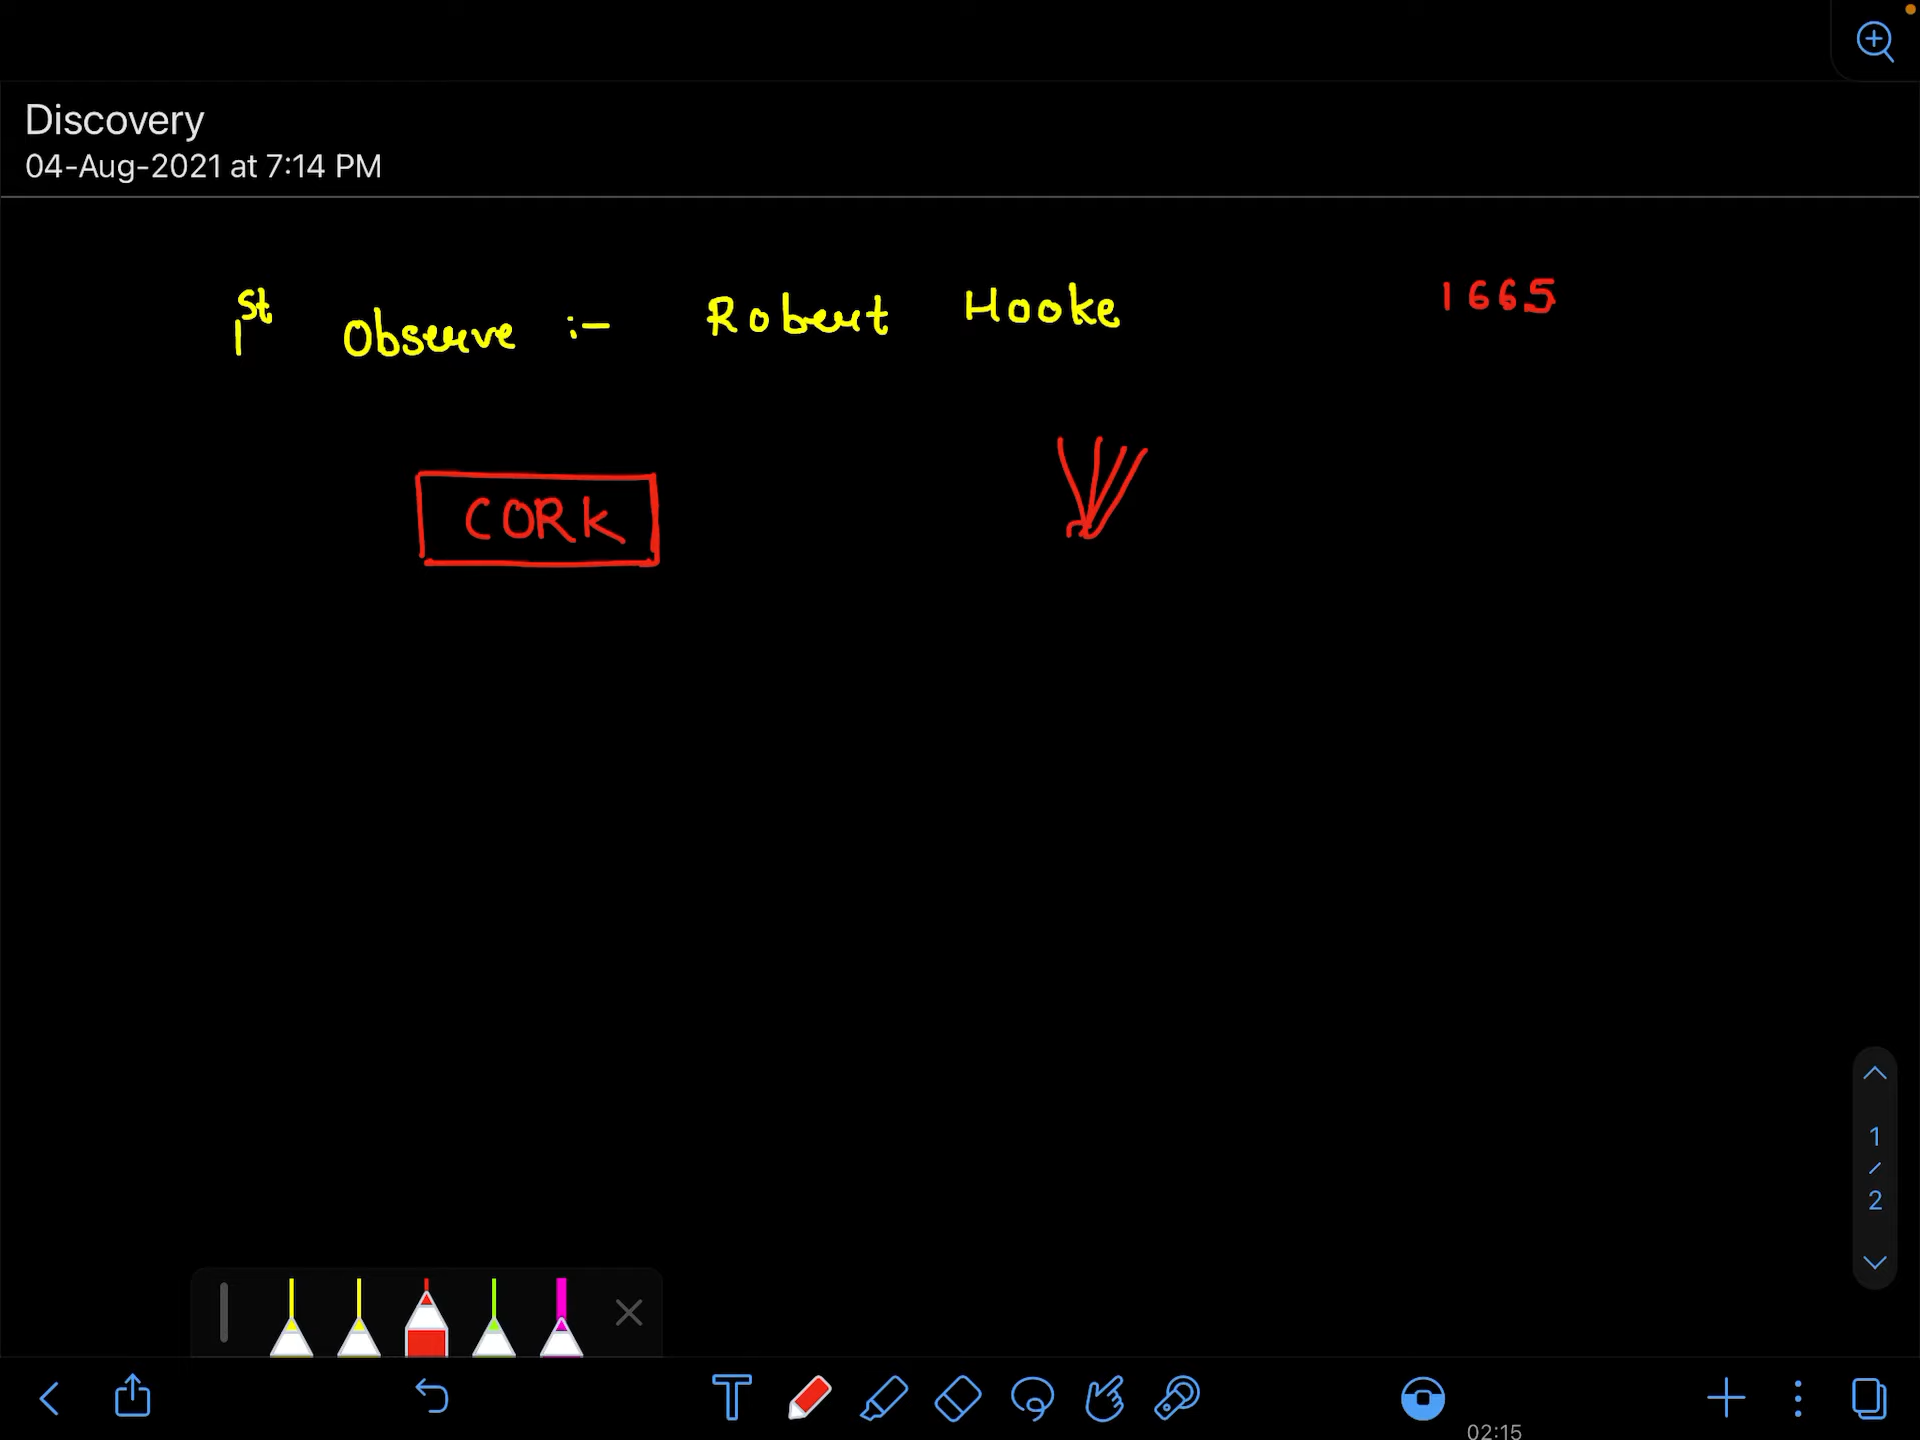 Discovery
04-Aug-2021 at 7:14 PM
1st Observe :- Robert Hooke 1665
CORK
1
/
2
T
02:15